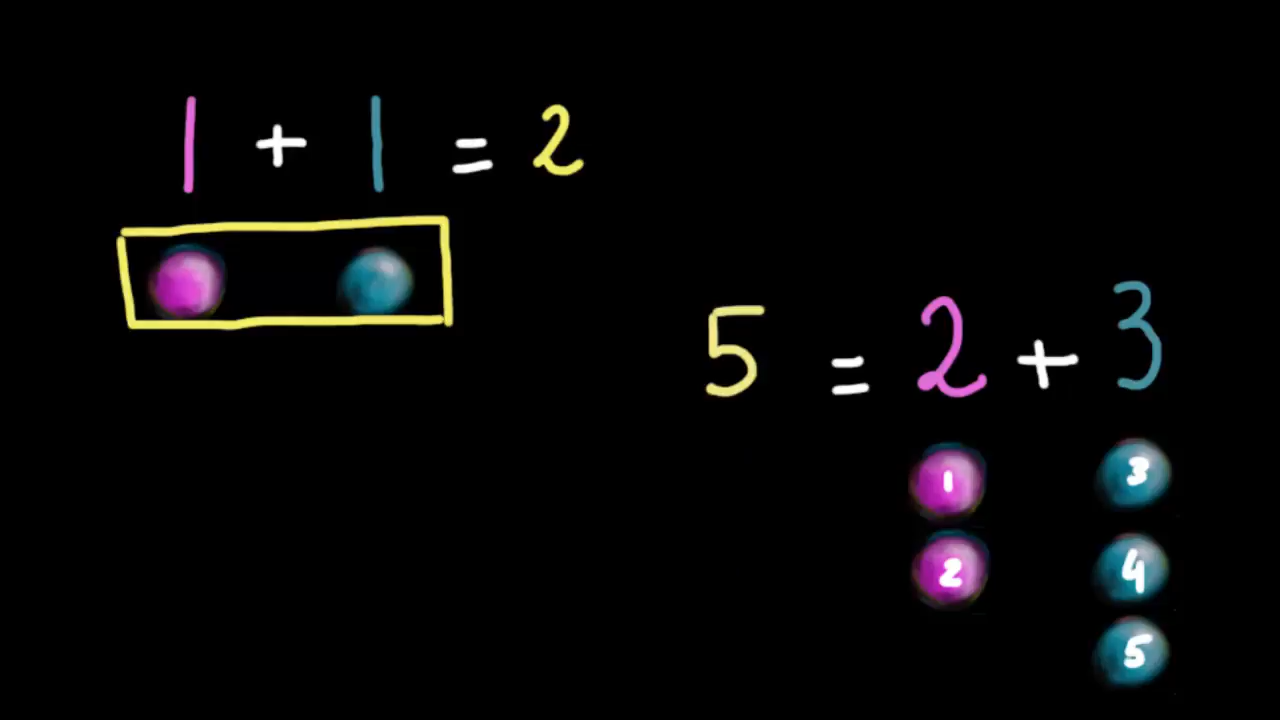 1 + 1 = 2
5 = 2 + 3
1 3
2 4
5